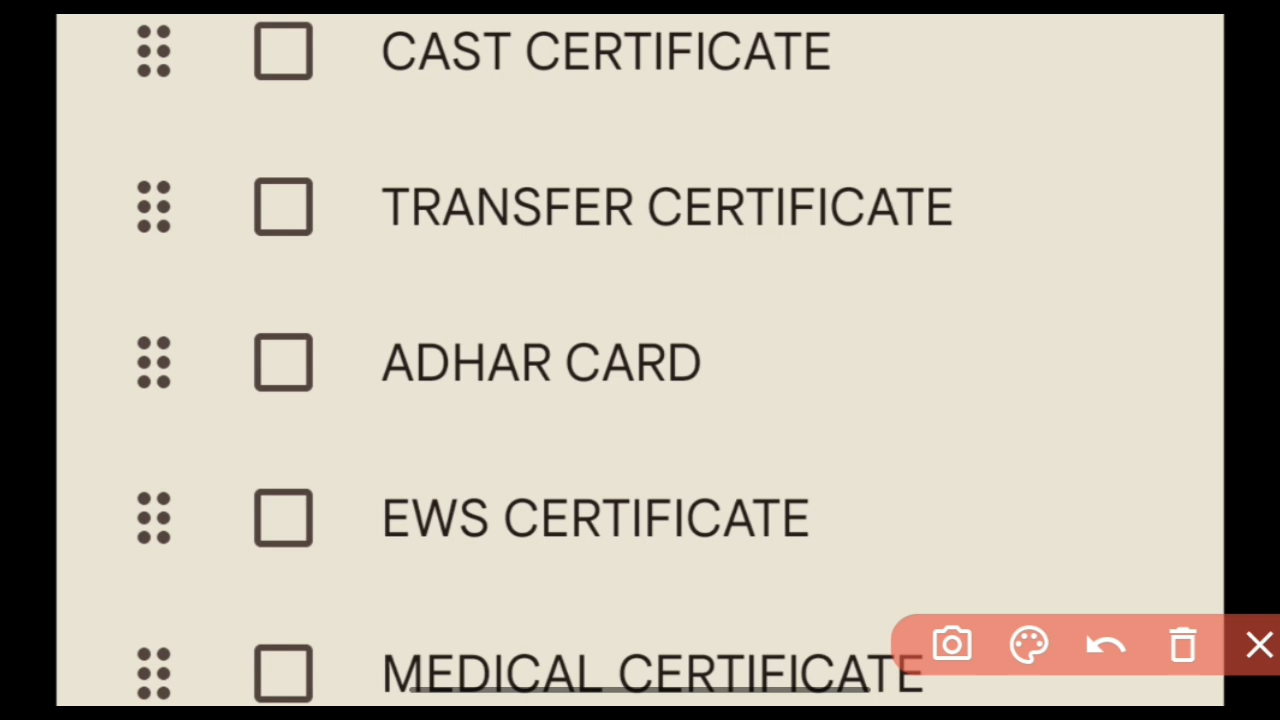 CAST CERTIFICATE
TRANSFER CERTIFICATE
ADHAR CARD
EWS CERTIFICATE
MEDICAL CERTIFICATE